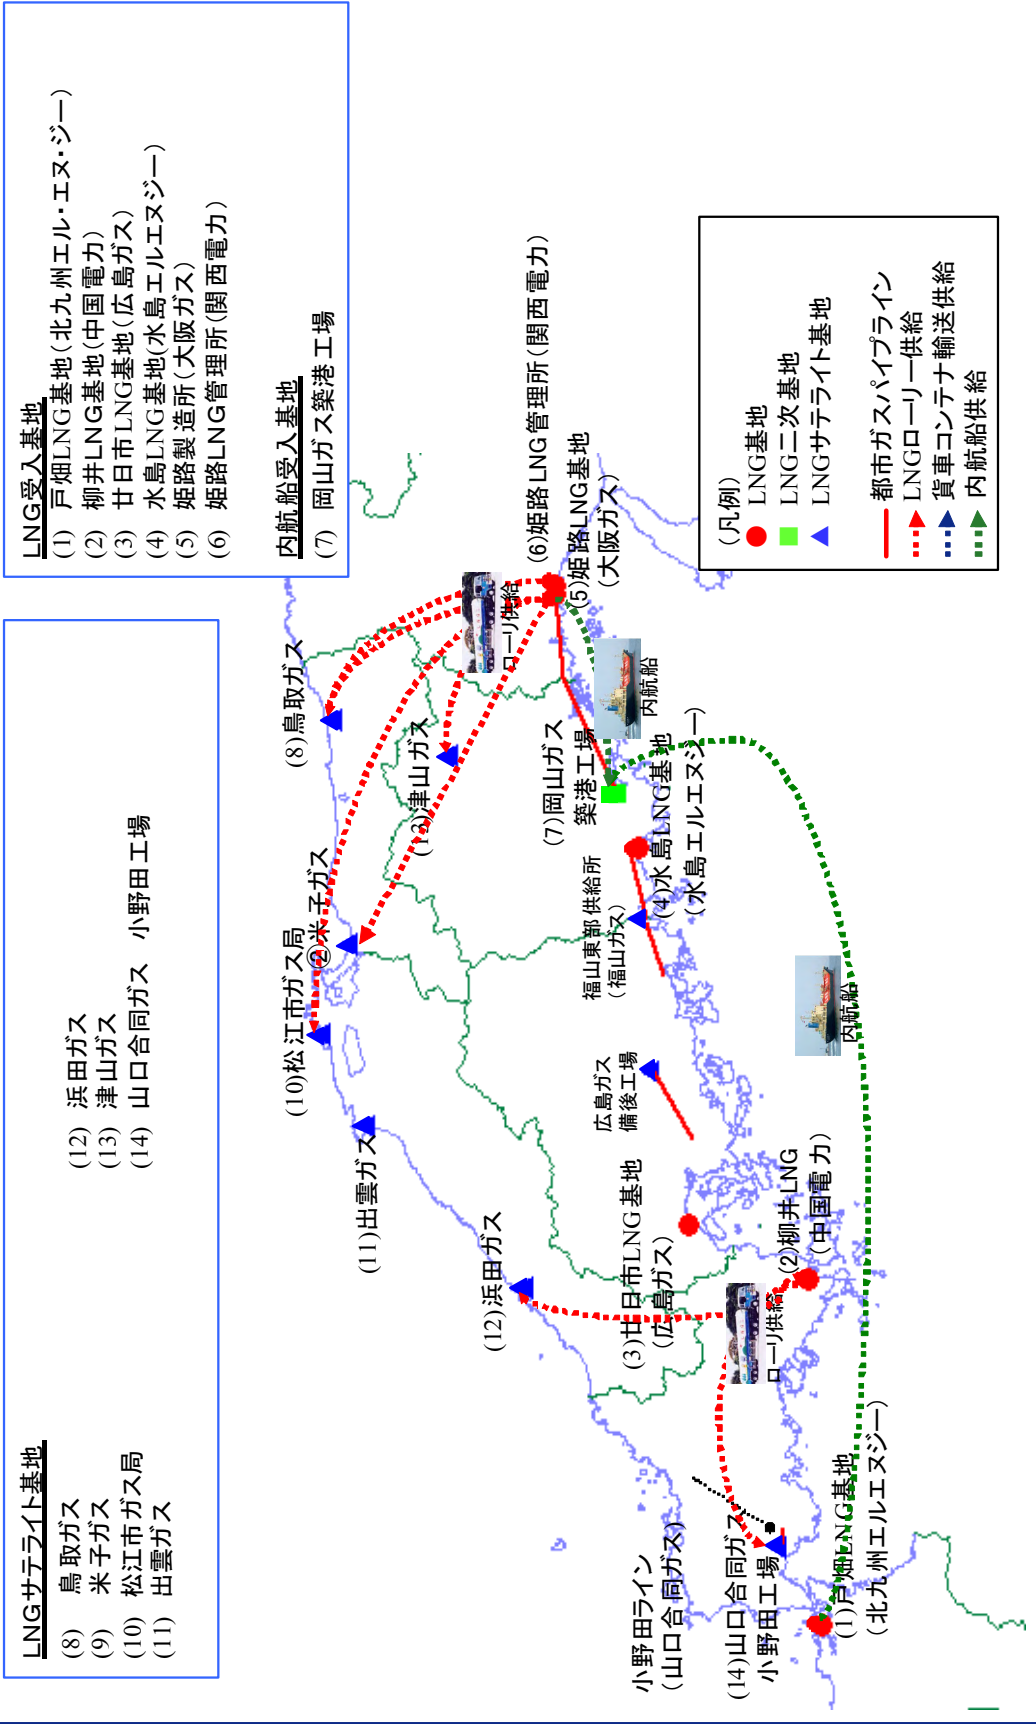 LNGサテライト基地
(8) 鳥取ガス
(9) 米子ガス
(10) 松江市ガス局
(11) 出雲ガス
(12) 浜田ガス
(13) 津山ガス
(14) 山口合同ガス 小野田工場
LNG受入基地
(1) 戸畑LNG基地(北九州エル・エヌ・ジー)
(2) 柳井LNG基地(中国電力)
(3) 廿日市LNG基地(広島ガス)
(4) 水島LNG基地(水島エルエヌジー)
(5) 姫路製造所(大阪ガス)
(6) 姫路LNG管理所(関西電力)
内航船受入基地
(7) 岡山ガス築港工場
(8)鳥取ガス
(10)松江市ガス局
②米子ガス
(11)出雲ガス
(13)津山ガス
ローリ供給
(12)浜田ガス
(6)姫路LNG管理所(関西電力)
(5)姫路LNG基地
(大阪ガス)
(7)岡山ガス
築港工場
内航船
福山東部供給所
(福山ガス)
(4)水島LNG基地
(水島エルエヌジー)
広島ガス
備後工場
(3)廿日市LNG基地
(広島ガス)
(2)柳井LNG
(中国電力)
ローリ供給
内航船
小野田ライン
(山口合同ガス)
(14)山口合同ガス
小野田工場
(1)戸畑LNG基地
(北九州エルエヌジー)
(凡例)
LNG基地
LNG二次基地
LNGサテライト基地
都市ガスパイプライン
LNGローリー供給
貨車コンテナ輸送供給
内航船供給